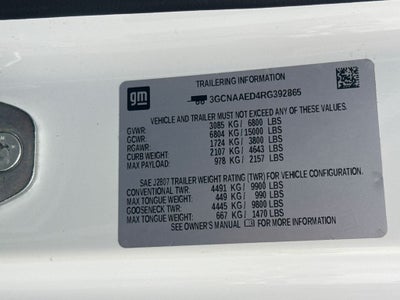 gm
TRAILERING INFORMATION
3GCNAAED4RG392865
VEHICLE AND TRAILER MUST NOT EXCEED ANY OF THESE
GVWR: 3085 KG / 6800 LBS
GCWR: 6804 KG / 15000 LBS
RGAWR: 1724 KG / 3800 LBS
CURB WEIGHT: 2107 KG / 4643 LBS
MAX PAYLOAD: 978 KG / 2157 LBS
SAE J2807 TRAILER WEIGHT RATING (TWR) FOR VEHICLE CONFIGURATION.
CONVENTIONAL TWR: 4491 KG / 9900 LBS
MAX TONGUE WT: 449 KG / 990 LBS
GOOSENECK TWR: 4445 KG / 9800 LBS
MAX TONGUE WT: 667 KG / 1470 LBS
SEE OWNER'S MANUAL FOR MORE INFORMATION